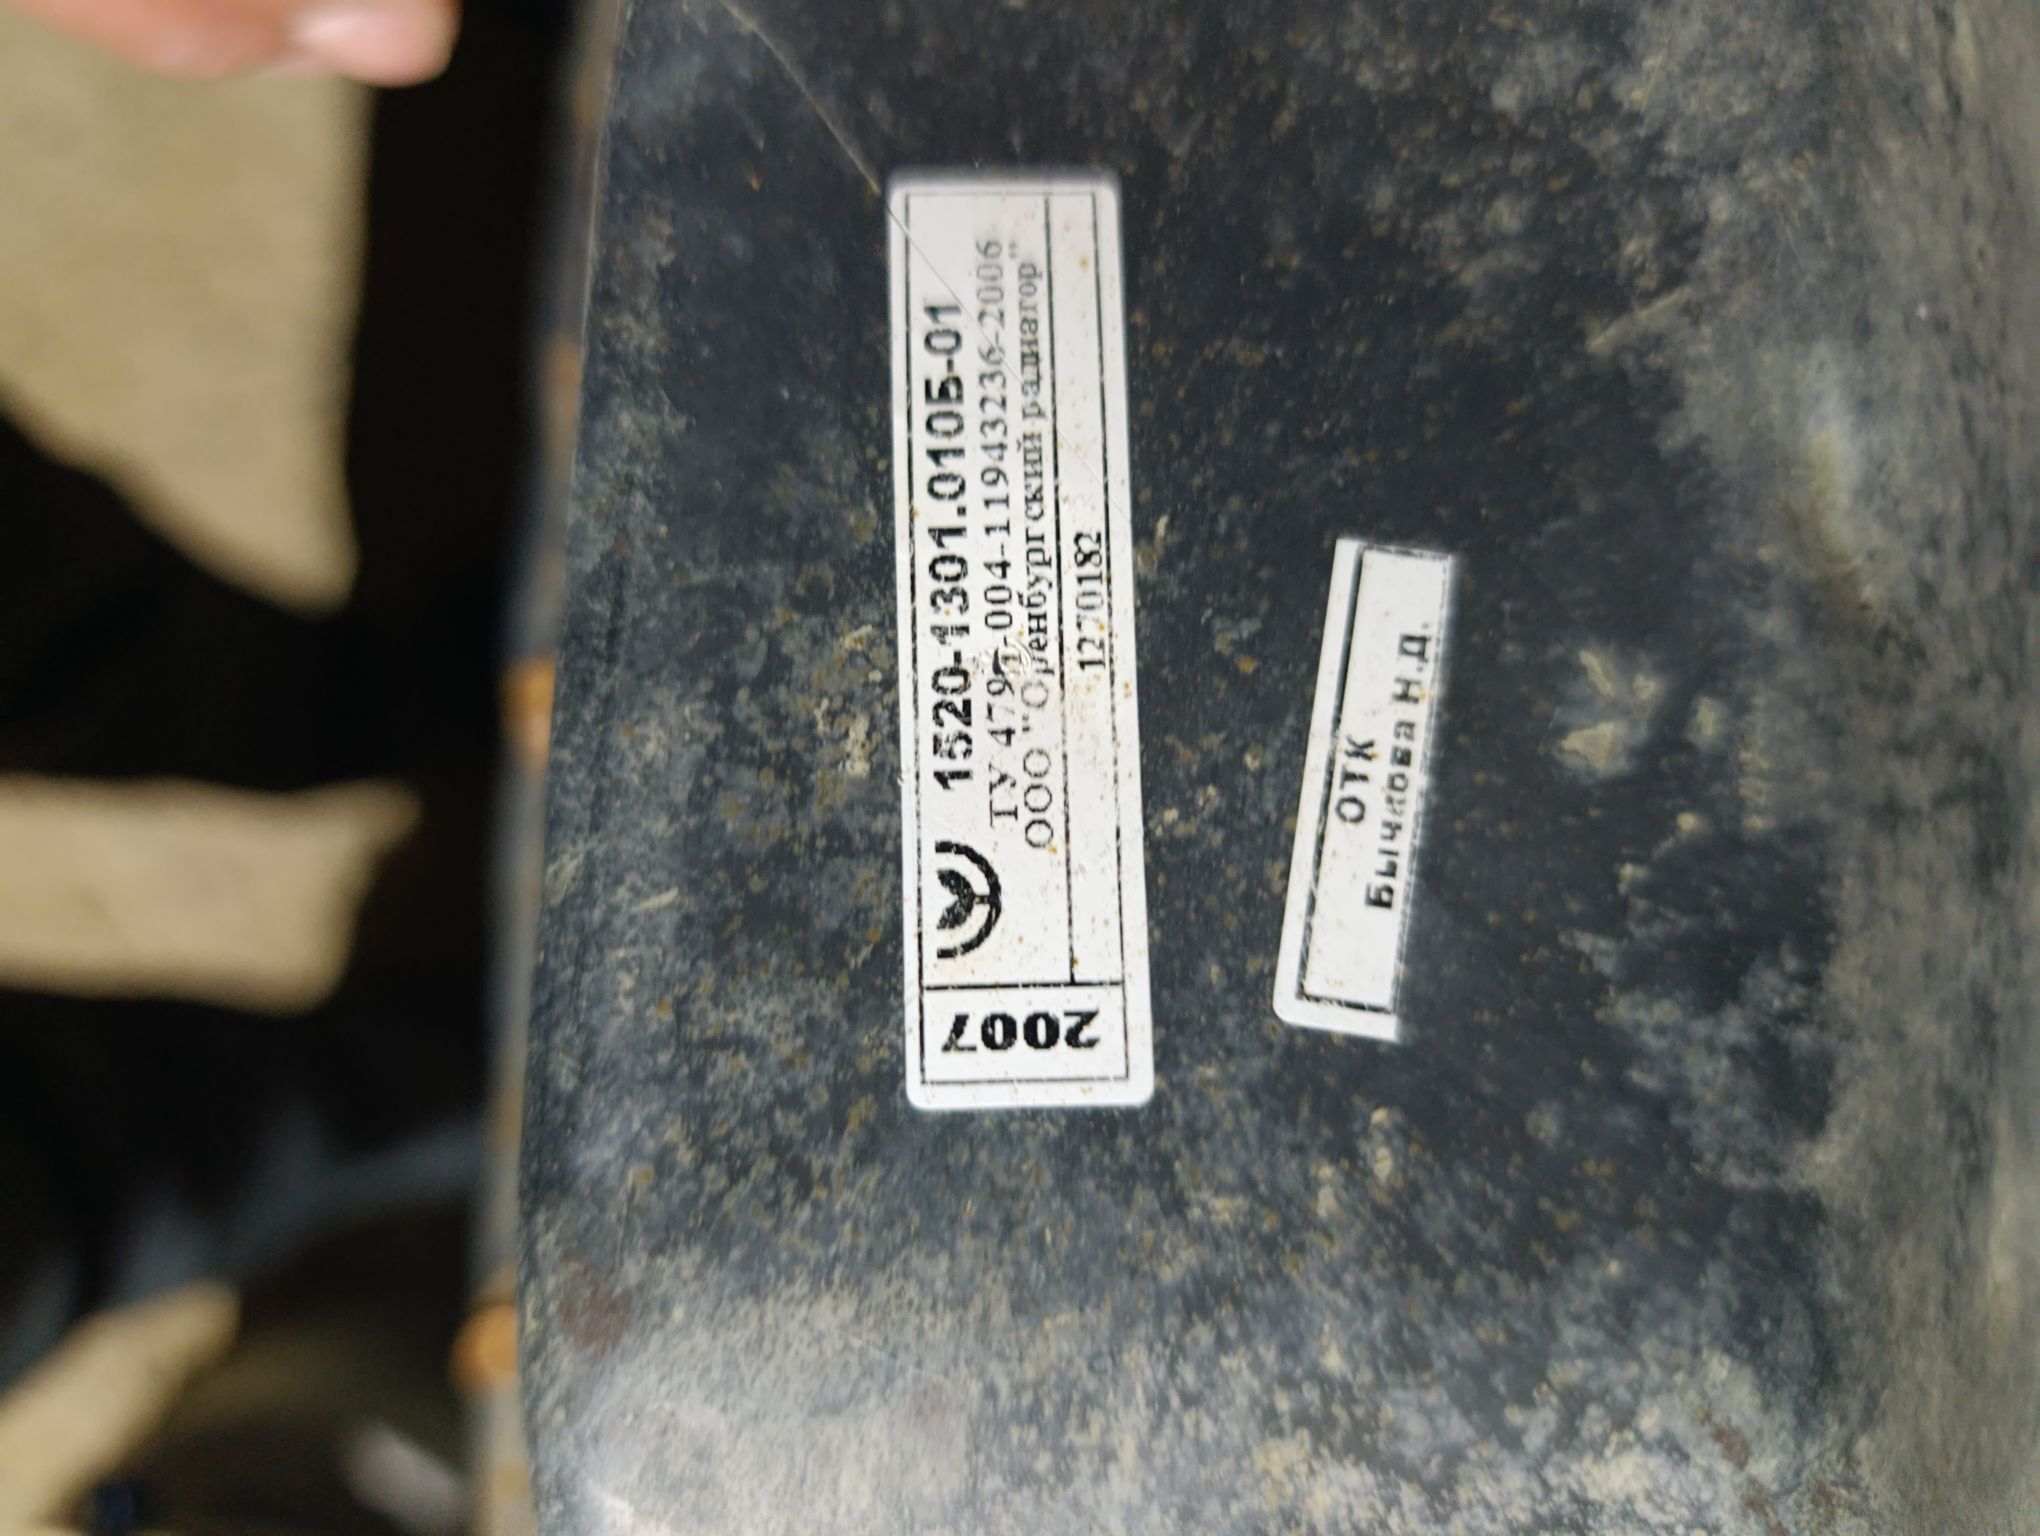 2007
1520-1301.010Б-01
ТУ 4791-004-11943236-2006
ООО "Оренбургский радиатор"
1270182
ОТК
Бычкова Н.Д.